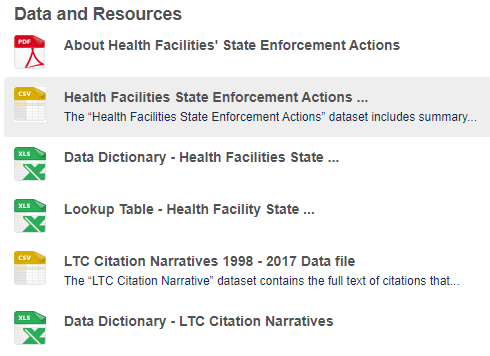 Data and Resources
PDF
About Health Facilities' State Enforcement Actions
CSV
Health Facilities State Enforcement Actions ...
The “Health Facilities State Enforcement Actions” dataset includes summary...
XLS
Data Dictionary - Health Facilities State ...
XLS
Lookup Table - Health Facility State ...
CSV
LTC Citation Narratives 1998 - 2017 Data file
The “LTC Citation Narrative” dataset contains the full text of citations that...
XLS
Data Dictionary - LTC Citation Narratives